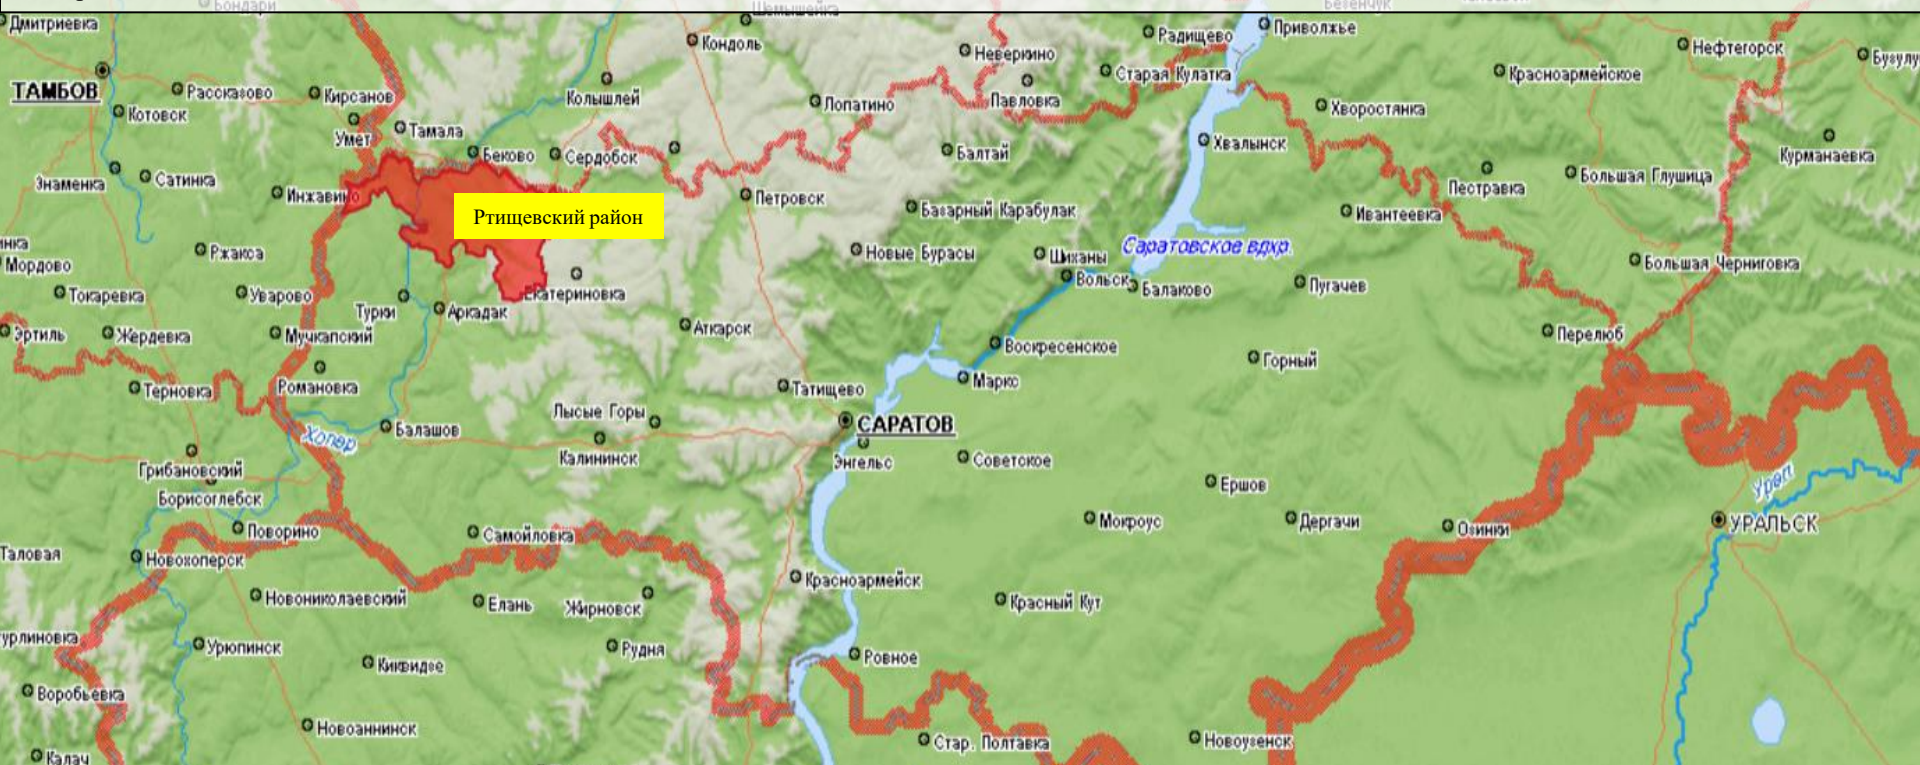 Бондари
Шемышейка
Безенчук
Дмитриевка
Кондоль
Неверкино
Радищево
Приволжье
Нефтегорск
ТАМБОВ
Рассказово
Кирсанов
Колышлей
Лопатино
Павловка
Старая Кулатка
Красноармейское
Хворостянка
Котовск
Умет
Тамала
Беково
Сердобск
Балтай
Хвалынск
Курманаевка
Знаменка
Сатинка
Инжавино
Петровск
Пестравка
Большая Глушица
Ртищевский район
Базарный Карабулак
Ивантеевка
Мордово
Ржакса
Новые Бурасы
Шиханы
Саратовское вдхр.
Большая Черниговка
Токаревка
Уварово
Турки
Аркадак
Екатериновка
Вольск
Балаково
Пугачев
Эртиль
Жердевка
Мучкапский
Аткарск
Воскресенское
Горный
Перелюб
Терновка
Романовка
Татищево
Маркс
Хопер
Балашов
Лысые Горы
САРАТОВ
Грибановский
Калининск
Энгельс
Советское
Ершов
Урал
Борисоглебск
Поворино
Самойловка
Мокроус
Дергачи
Озинки
УРАЛЬСК
Таловая
Новохоперск
Новониколаевский
Елань
Жирновск
Красноармейск
Красный Кут
Урюпинск
Киквидзе
Рудня
Ровное
Воробьевка
Новоаннинск
Стар. Полтавка
Новоузенск
Калач